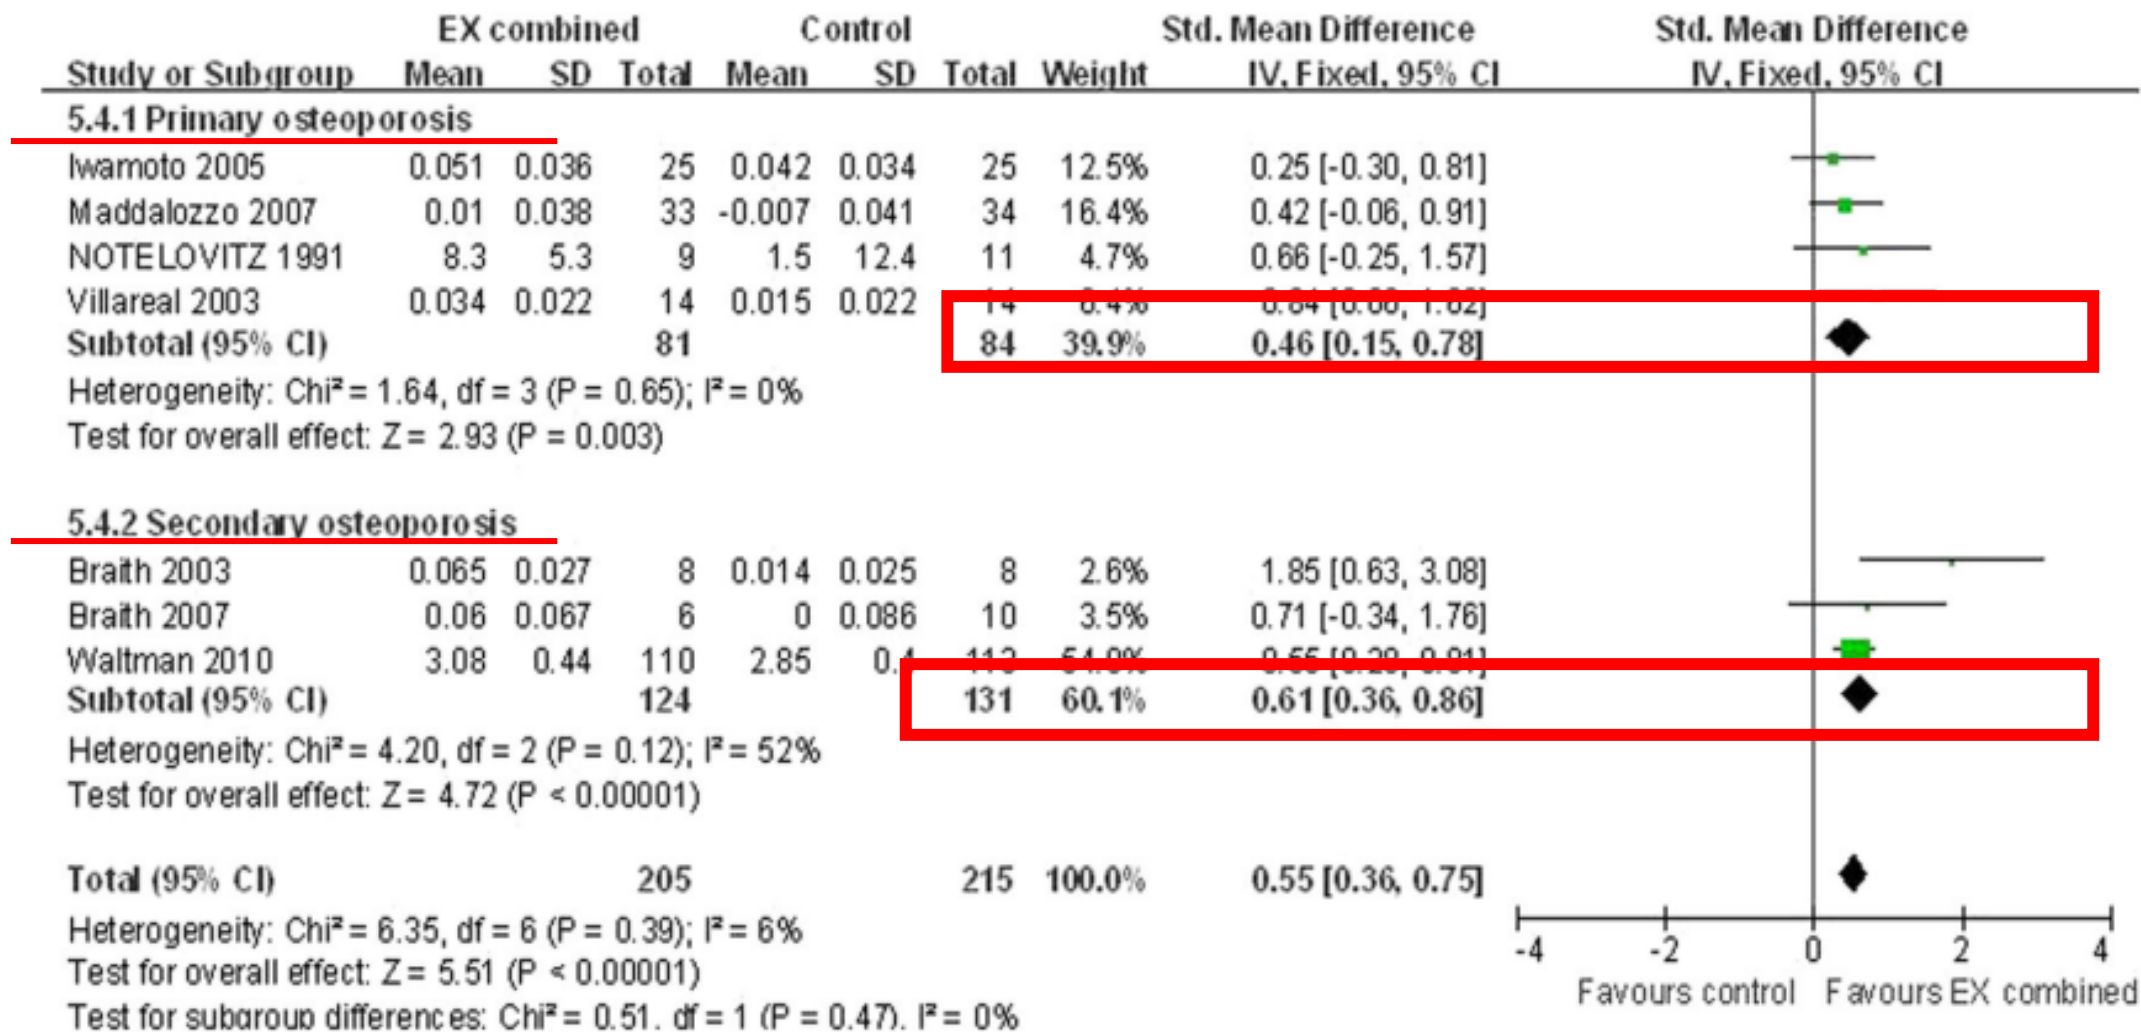 EX combined Control Std. Mean Difference Std. Mean Difference
Study or Subgroup Mean SD Total Mean SD Total Weight IV, Fixed, 95% CI IV, Fixed, 95% CI
5.4.1 Primary osteoporosis
Iwamoto 2005 0.051 0.036 25 0.042 0.034 25 12.5% 0.25 [-0.30, 0.81]
Maddalozzo 2007 0.01 0.038 33 -0.007 0.041 34 16.4% 0.42 [-0.06, 0.91]
NOTELOVITZ 1991 8.3 5.3 9 1.5 12.4 11 4.7% 0.66 [-0.25, 1.57]
Villareal 2003 0.034 0.022 14 0.015 0.022 14
Subtotal (95% CI) 81 84 39.9% 0.46 [0.15, 0.78]
Heterogeneity: Chi² = 1.64, df = 3 (P = 0.65); I² = 0%
Test for overall effect: Z = 2.93 (P = 0.003)
5.4.2 Secondary osteoporosis
Braith 2003 0.065 0.027 8 0.014 0.025 8 2.6% 1.85 [0.63, 3.08]
Braith 2007 0.06 0.067 6 0 0.086 10 3.5% 0.71 [-0.34, 1.76]
Waltman 2010 3.08 0.44 110 2.85
Subtotal (95% CI) 124 131 60.1% 0.61 [0.36, 0.86]
Heterogeneity: Chi² = 4.20, df = 2 (P = 0.12); I² = 52%
Test for overall effect: Z = 4.72 (P < 0.00001)
Total (95% CI) 205 215 100.0% 0.55 [0.36, 0.75]
Heterogeneity: Chi² = 6.35, df = 6 (P = 0.39); I² = 6%
Test for overall effect: Z = 5.51 (P < 0.00001)
Test for subgroup differences: Chi² = 0.51, df = 1 (P = 0.47), I² = 0%
-4 -2 0 2 4
Favours control Favours EX combined